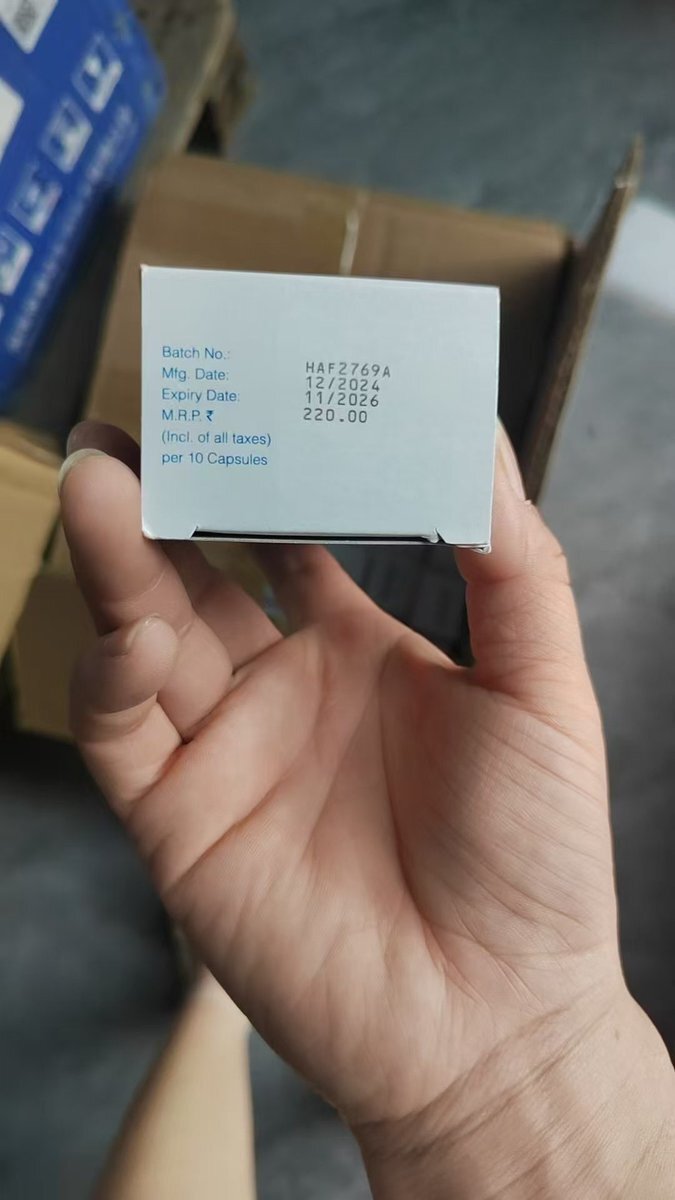 Batch No.: HAF2769A
Mfg. Date: 12/2024
Expiry Date: 11/2026
M.R.P. ₹ 220.00
(Incl. of all taxes)
per 10 Capsules